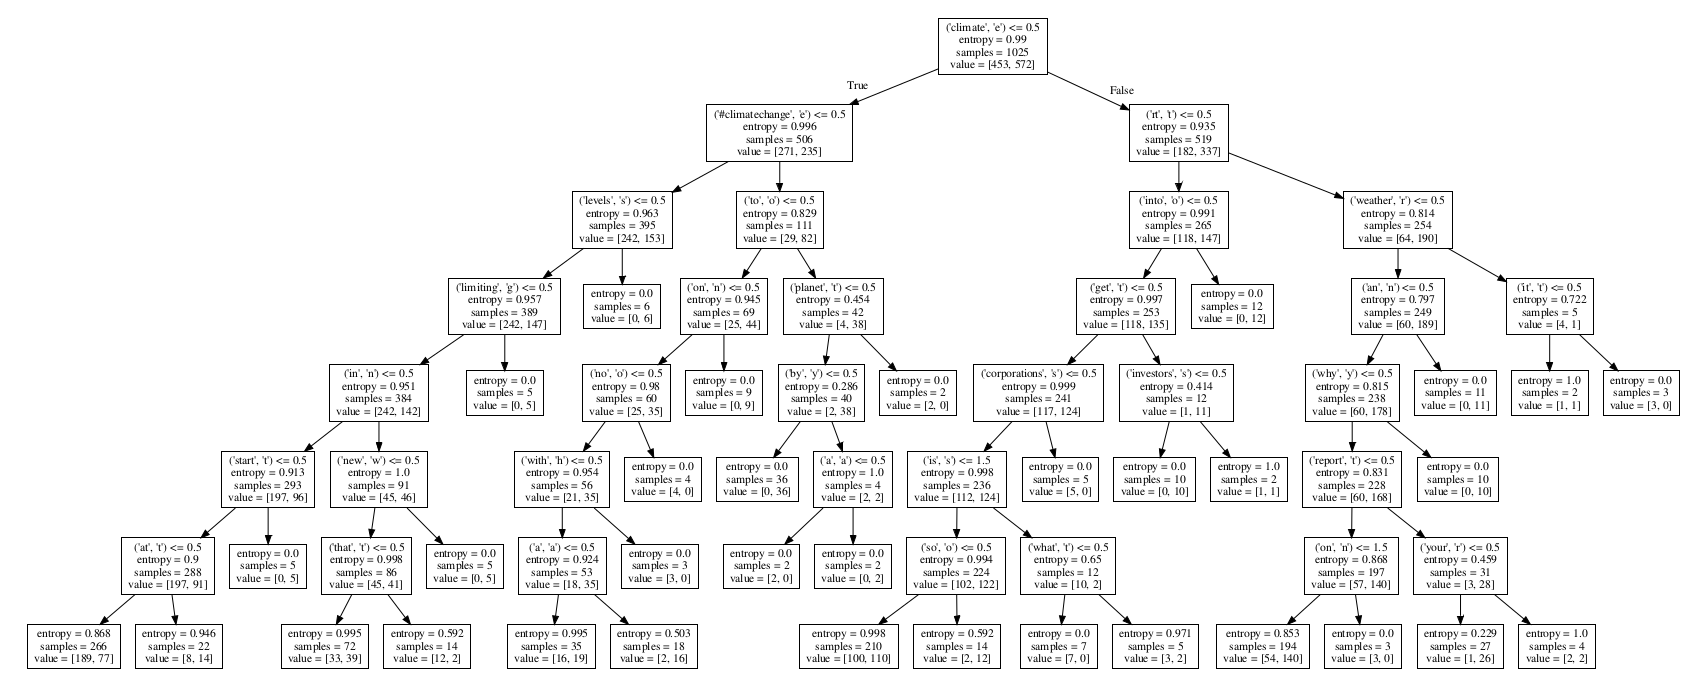 ('climate', 'e') <= 0.5
entropy = 0.99
samples = 1025
value = [453, 572]
True
False
('#climatechange', 'e') <= 0.5
entropy = 0.996
samples = 506
value = [271, 235]
('rt', 't') <= 0.5
entropy = 0.935
samples = 519
value = [182, 337]
('levels', 's') <= 0.5
entropy = 0.963
samples = 395
value = [242, 153]
('to', 'o') <= 0.5
entropy = 0.829
samples = 111
value = [29, 82]
('into', 'o') <= 0.5
entropy = 0.991
samples = 265
value = [118, 147]
('weather', 'r') <= 0.5
entropy = 0.814
samples = 254
value = [64, 190]
('limiting', 'g') <= 0.5
entropy = 0.957
samples = 389
value = [242, 147]
entropy = 0.0
samples = 6
value = [0, 6]
('on', 'n') <= 0.5
entropy = 0.945
samples = 69
value = [25, 44]
('planet', 't') <= 0.5
entropy = 0.454
samples = 42
value = [4, 38]
('get', 't') <= 0.5
entropy = 0.997
samples = 253
value = [118, 135]
entropy = 0.0
samples = 12
value = [0, 12]
('an', 'n') <= 0.5
entropy = 0.797
samples = 249
value = [60, 189]
('it', 't') <= 0.5
entropy = 0.722
samples = 5
value = [4, 1]
('in', 'n') <= 0.5
entropy = 0.951
samples = 384
value = [242, 142]
entropy = 0.0
samples = 5
value = [0, 5]
('no', 'o') <= 0.5
entropy = 0.98
samples = 60
value = [25, 35]
entropy = 0.0
samples = 9
value = [0, 9]
('by', 'y') <= 0.5
entropy = 0.286
samples = 40
value = [2, 38]
entropy = 0.0
samples = 2
value = [2, 0]
('corporations', 's') <= 0.5
entropy = 0.999
samples = 241
value = [117, 124]
('investors', 's') <= 0.5
entropy = 0.414
samples = 12
value = [1, 11]
('why', 'y') <= 0.5
entropy = 0.815
samples = 238
value = [60, 178]
entropy = 0.0
samples = 11
value = [0, 11]
entropy = 1.0
samples = 2
value = [1, 1]
entropy = 0.0
samples = 3
value = [3, 0]
('start', 't') <= 0.5
entropy = 0.913
samples = 293
value = [197, 96]
('new', 'w') <= 0.5
entropy = 1.0
samples = 91
value = [45, 46]
('with', 'h') <= 0.5
entropy = 0.954
samples = 56
value = [21, 35]
entropy = 0.0
samples = 4
value = [4, 0]
entropy = 0.0
samples = 36
value = [0, 36]
('a', 'a') <= 0.5
entropy = 1.0
samples = 4
value = [2, 2]
('is', 's') <= 1.5
entropy = 0.998
samples = 236
value = [112, 124]
entropy = 0.0
samples = 5
value = [5, 0]
entropy = 0.0
samples = 10
value = [0, 10]
entropy = 1.0
samples = 2
value = [1, 1]
('report', 't') <= 0.5
entropy = 0.831
samples = 228
value = [60, 168]
entropy = 0.0
samples = 10
value = [0, 10]
('at', 't') <= 0.5
entropy = 0.9
samples = 288
value = [197, 91]
entropy = 0.0
samples = 5
value = [0, 5]
('that', 't') <= 0.5
entropy = 0.998
samples = 86
value = [45, 41]
entropy = 0.0
samples = 5
value = [0, 5]
('a', 'a') <= 0.5
entropy = 0.924
samples = 53
value = [18, 35]
entropy = 0.0
samples = 3
value = [3, 0]
entropy = 0.0
samples = 2
value = [2, 0]
entropy = 0.0
samples = 2
value = [0, 2]
('so', 'o') <= 0.5
entropy = 0.994
samples = 224
value = [102, 122]
('what', 't') <= 0.5
entropy = 0.65
samples = 12
value = [10, 2]
('on', 'n') <= 1.5
entropy = 0.868
samples = 197
value = [57, 140]
('your', 'r') <= 0.5
entropy = 0.459
samples = 31
value = [3, 28]
entropy = 0.868
samples = 266
value = [189, 77]
entropy = 0.946
samples = 22
value = [8, 14]
entropy = 0.995
samples = 72
value = [33, 39]
entropy = 0.592
samples = 14
value = [12, 2]
entropy = 0.995
samples = 35
value = [16, 19]
entropy = 0.503
samples = 18
value = [2, 16]
entropy = 0.998
samples = 210
value = [100, 110]
entropy = 0.592
samples = 14
value = [2, 12]
entropy = 0.0
samples = 7
value = [7, 0]
entropy = 0.971
samples = 5
value = [3, 2]
entropy = 0.853
samples = 194
value = [54, 140]
entropy = 0.0
samples = 3
value = [3, 0]
entropy = 0.229
samples = 27
value = [1, 26]
entropy = 1.0
samples = 4
value = [2, 2]